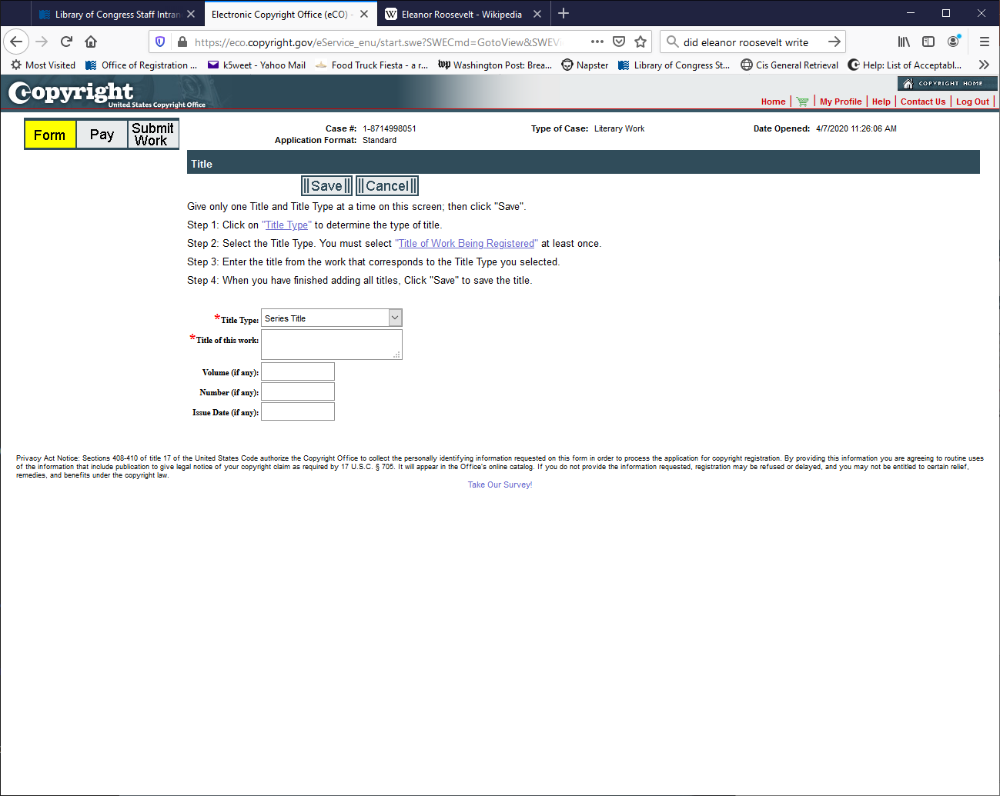 Library of Congress Staff Intran
Electronic Copyright Office (eCO) -
Eleanor Roosevelt - Wikipedia
https://eco.copyright.gov/eService_enu/start.swe?SWECmd=GotoView&SWEVi
did eleanor roosevelt write
Most Visited
Office of Registration ...
k5weet - Yahoo Mail
Food Truck Fiesta - a r...
Washington Post: Brea...
Napster
Library of Congress St...
Cis General Retrieval
Help: List of Acceptabl...
Copyright
United States Copyright Office
COPYRIGHT HOME
Home | | My Profile | Help | Contact Us | Log Out |
Form
Pay
Submit
Work
Case #: 1-8714998051
Type of Case: Literary Work
Date Opened: 4/7/2020 11:26:06 AM
Application Format: Standard
Title
Save
Cancel
Give only one Title and Title Type at a time on this screen; then click "Save".
Step 1: Click on "Title Type" to determine the type of title.
Step 2: Select the Title Type. You must select "Title of Work Being Registered" at least once.
Step 3: Enter the title from the work that corresponds to the Title Type you selected.
Step 4: When you have finished adding all titles, Click "Save" to save the title.
*Title Type: Series Title
*Title of this work:
Volume (if any):
Number (if any):
Issue Date (if any):
Privacy Act Notice: Sections 408-410 of title 17 of the United States Code authorize the Copyright Office to collect the personally identifying information requested on this form in order to process the application for copyright registration. By providing this information you are agreeing to routine uses
of the information that include publication to give legal notice of your copyright claim as required by 17 U.S.C. § 705. It will appear in the Office's online catalog. If you do not provide the information requested, registration may be refused or delayed, and you may not be entitled to certain relief,
remedies, and benefits under the copyright law.
Take Our Survey!